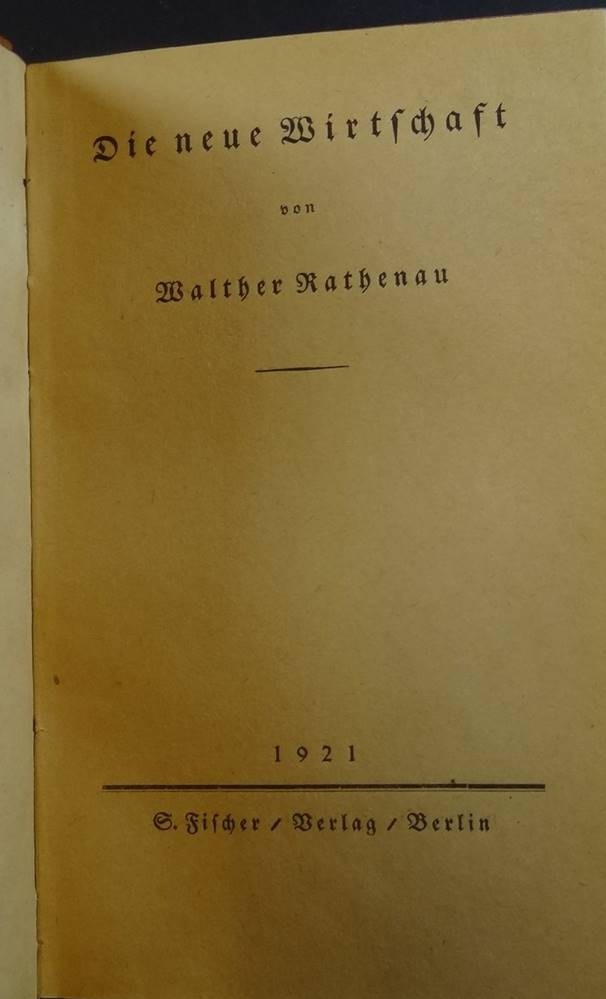 Die neue Wirtſchaft
von
Walther Rathenau
1921
S. Fiſcher / Verlag / Berlin